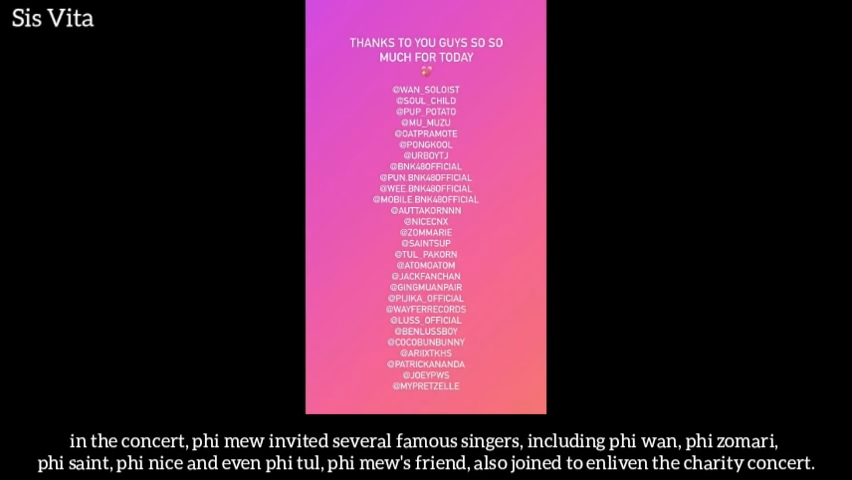 Sis Vita
THANKS TO YOU GUYS SO SO
MUCH FOR TODAY
@WAN_SOLOIST
@SOUL_CHILD
@PUP_POTATO
@MU_MUZU
@OATPRAMOTE
@PONGKOOL
@URBOYTJ
@BNK48OFFICIAL
@PUN.BNK48OFFICIAL
@WEE.BNK48OFFICIAL
@MOBILE.BNK48OFFICIAL
@AUTTAKORNNN
@NICECNX
@ZOMMARIE
@SAINTSUP
@TUL_PAKORN
@ATOMOATOM
@JACKFANCHAN
@GINGMUANPAIR
@PIJIKA_OFFICIAL
@WAYFERRECORDS
@LUSS_OFFICIAL
@BENLUSSBOY
@COCOBUNBUNNY
@ARIIXTKHS
@PATRICKANANDA
@JOEYPWS
@MYPRETZELLE
in the concert, phi mew invited several famous singers, including phi wan, phi zomari,
phi saint, phi nice and even phi tul, phi mew's friend, also joined to enliven the charity concert.